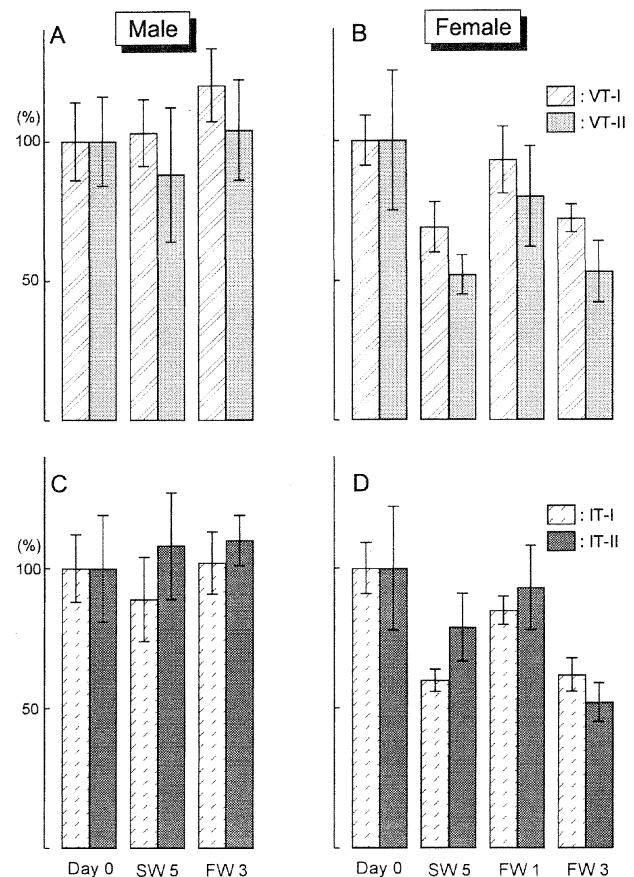 A
Male
B
Female
(%)
100
50
: VT-I
: VT-II
C
D
(%)
100
50
: IT-I
: IT-II
Day 0 SW 5 FW 3
Day 0 SW 5 FW 1 FW 3